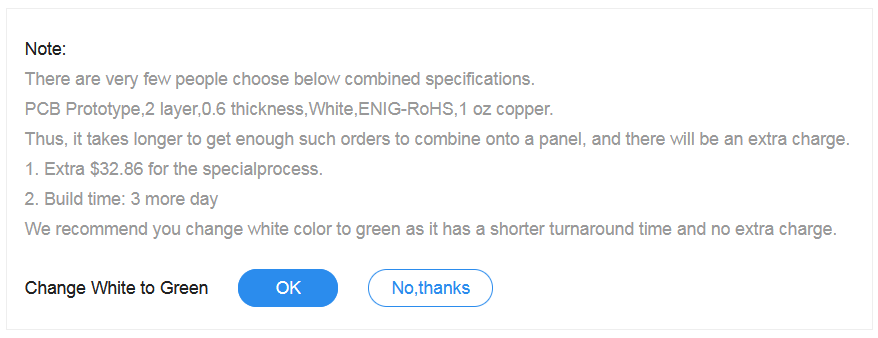 Note:
There are very few people choose below combined specifications.
PCB Prototype,2 layer,0.6 thickness,White,ENIG-RoHS,1 oz copper.
Thus, it takes longer to get enough such orders to combine onto a panel, and there will be an extra charge.
1. Extra $32.86 for the specialprocess.
2. Build time: 3 more day
We recommend you change white color to green as it has a shorter turnaround time and no extra charge.
Change White to Green OK No,thanks